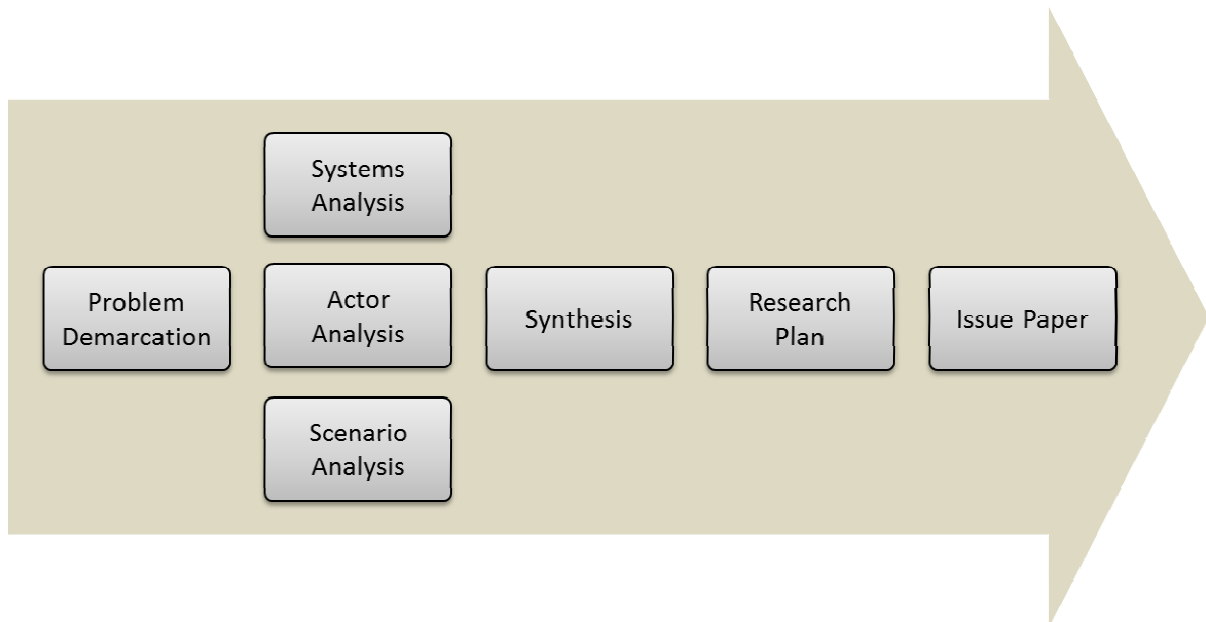 Problem
Demarcation
Systems
Analysis
Actor
Analysis
Scenario
Analysis
Synthesis
Research
Plan
Issue Paper